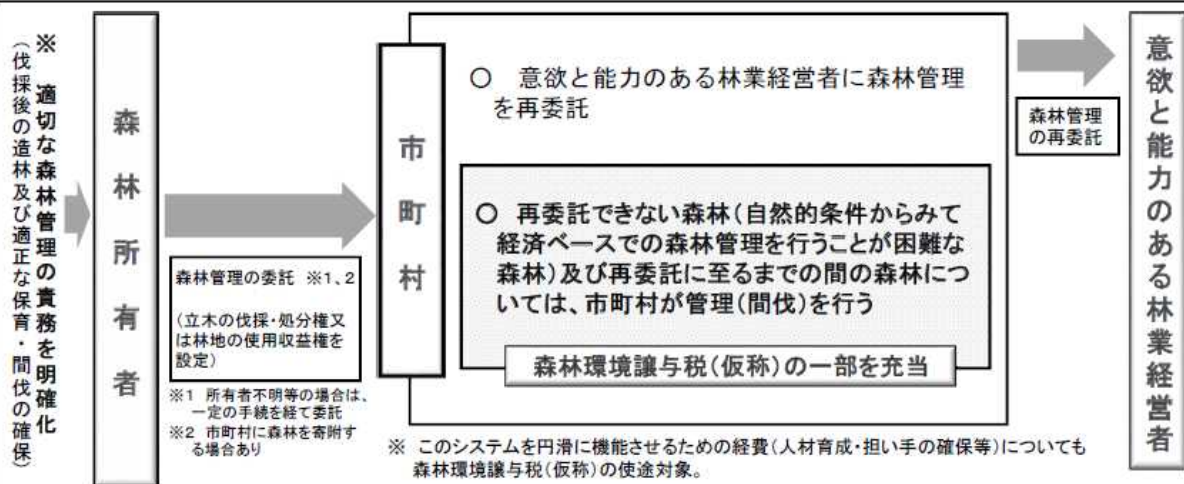 ※　適切な森林管理の責務を明確化
（伐採後の造林及び適正な保育・間伐の確保）
森林所有者
森林管理の委託　※1、2
（立木の伐採・処分権又
は林地の使用収益権を
設定）
※1　所有者不明等の場合は、
一定の手続を経て委託
※2　市町村に森林を寄附す
る場合あり
市町村
○　意欲と能力のある林業経営者に森林管理
を再委託
○　再委託できない森林（自然的条件からみて
経済ベースでの森林管理を行うことが困難な
森林）及び再委託に至るまでの間の森林につ
いては、市町村が管理（間伐）を行う
森林環境譲与税（仮称）の一部を充当
※　このシステムを円滑に機能させるための経費（人材育成・担い手の確保等）についても
森林環境譲与税（仮称）の使途対象。
森林管理
の再委託
意欲と能力のある林業経営者